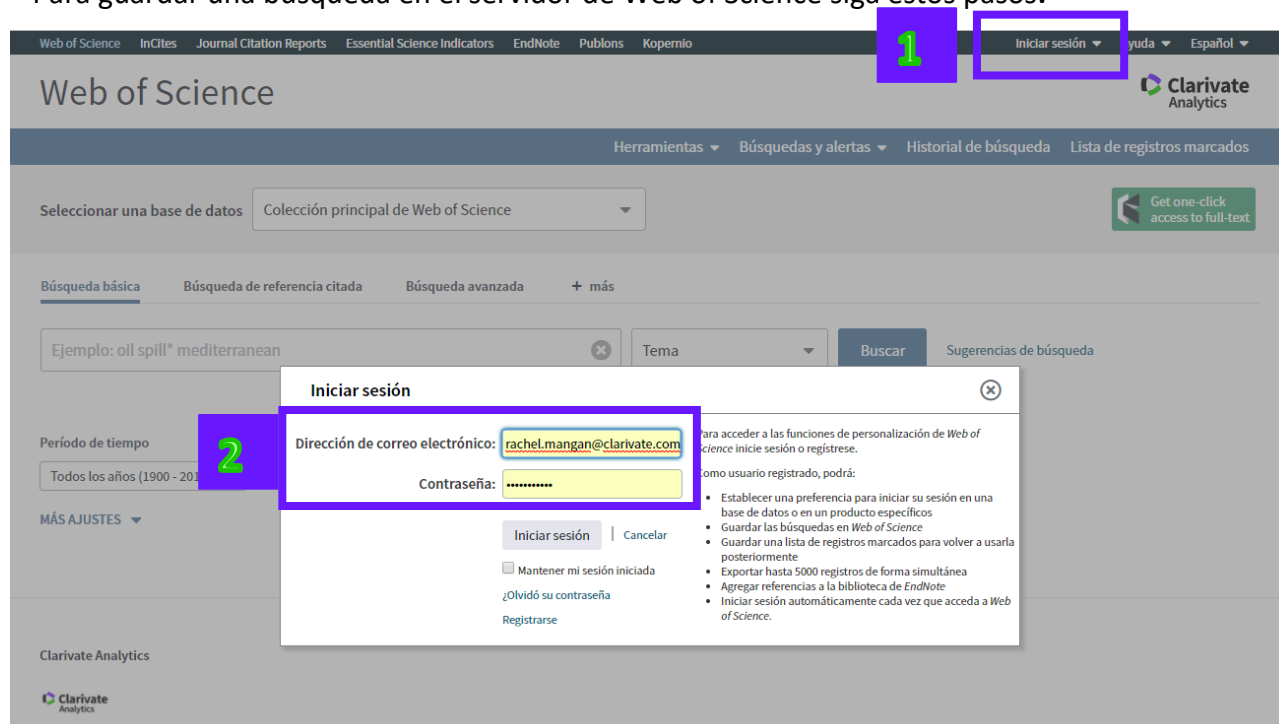 Para guardar una búsqueda en el servidor de Web of Science siga estos pasos:
Web of Science InCites Journal Citation Reports Essential Science Indicators EndNote Publons Kopernio
1
Iniciar sesión yuda Español
Web of Science
Clarivate
Analytics
Herramientas Búsquedas y alertas Historial de búsqueda Lista de registros marcados
Seleccionar una base de datos Colección principal de Web of Science
Get one-click
access to full-text
Búsqueda básica Búsqueda de referencia citada Búsqueda avanzada + más
Ejemplo: oil spill* mediterranean Tema Buscar Sugerencias de búsqueda
Iniciar sesión
Período de tiempo
Todos los años (1900 - 201
MÁS AJUSTES
2
Dirección de correo electrónico: rachel.mangan@clarivate.com
Contraseña: •••••••••••
Iniciar sesión | Cancelar
Mantener mi sesión iniciada
¿Olvidó su contraseña
Registrarse
Para acceder a las funciones de personalización de Web of
Science inicie sesión o regístrese.
Como usuario registrado, podrá:
• Establecer una preferencia para iniciar su sesión en una
base de datos o en un producto específicos
• Guardar las búsquedas en Web of Science
• Guardar una lista de registros marcados para volver a usarla
posteriormente
• Exportar hasta 5000 registros de forma simultánea
• Agregar referencias a la biblioteca de EndNote
• Iniciar sesión automáticamente cada vez que acceda a Web
of Science.
Clarivate Analytics
Clarivate
Analytics